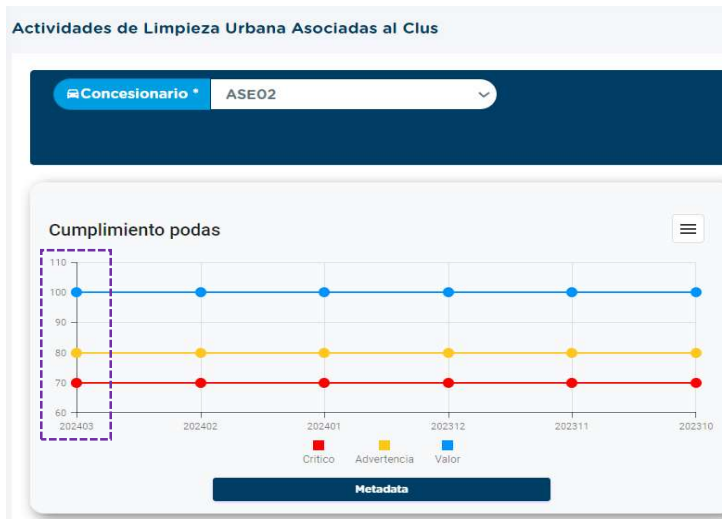 Actividades de Limpieza Urbana Asociadas al Clus
Concesionario * ASE02
Cumplimiento podas
110
100
90
80
70
60
202403 202402 202401 202312 202311 202310
Critico Advertencia Valor
Metadata